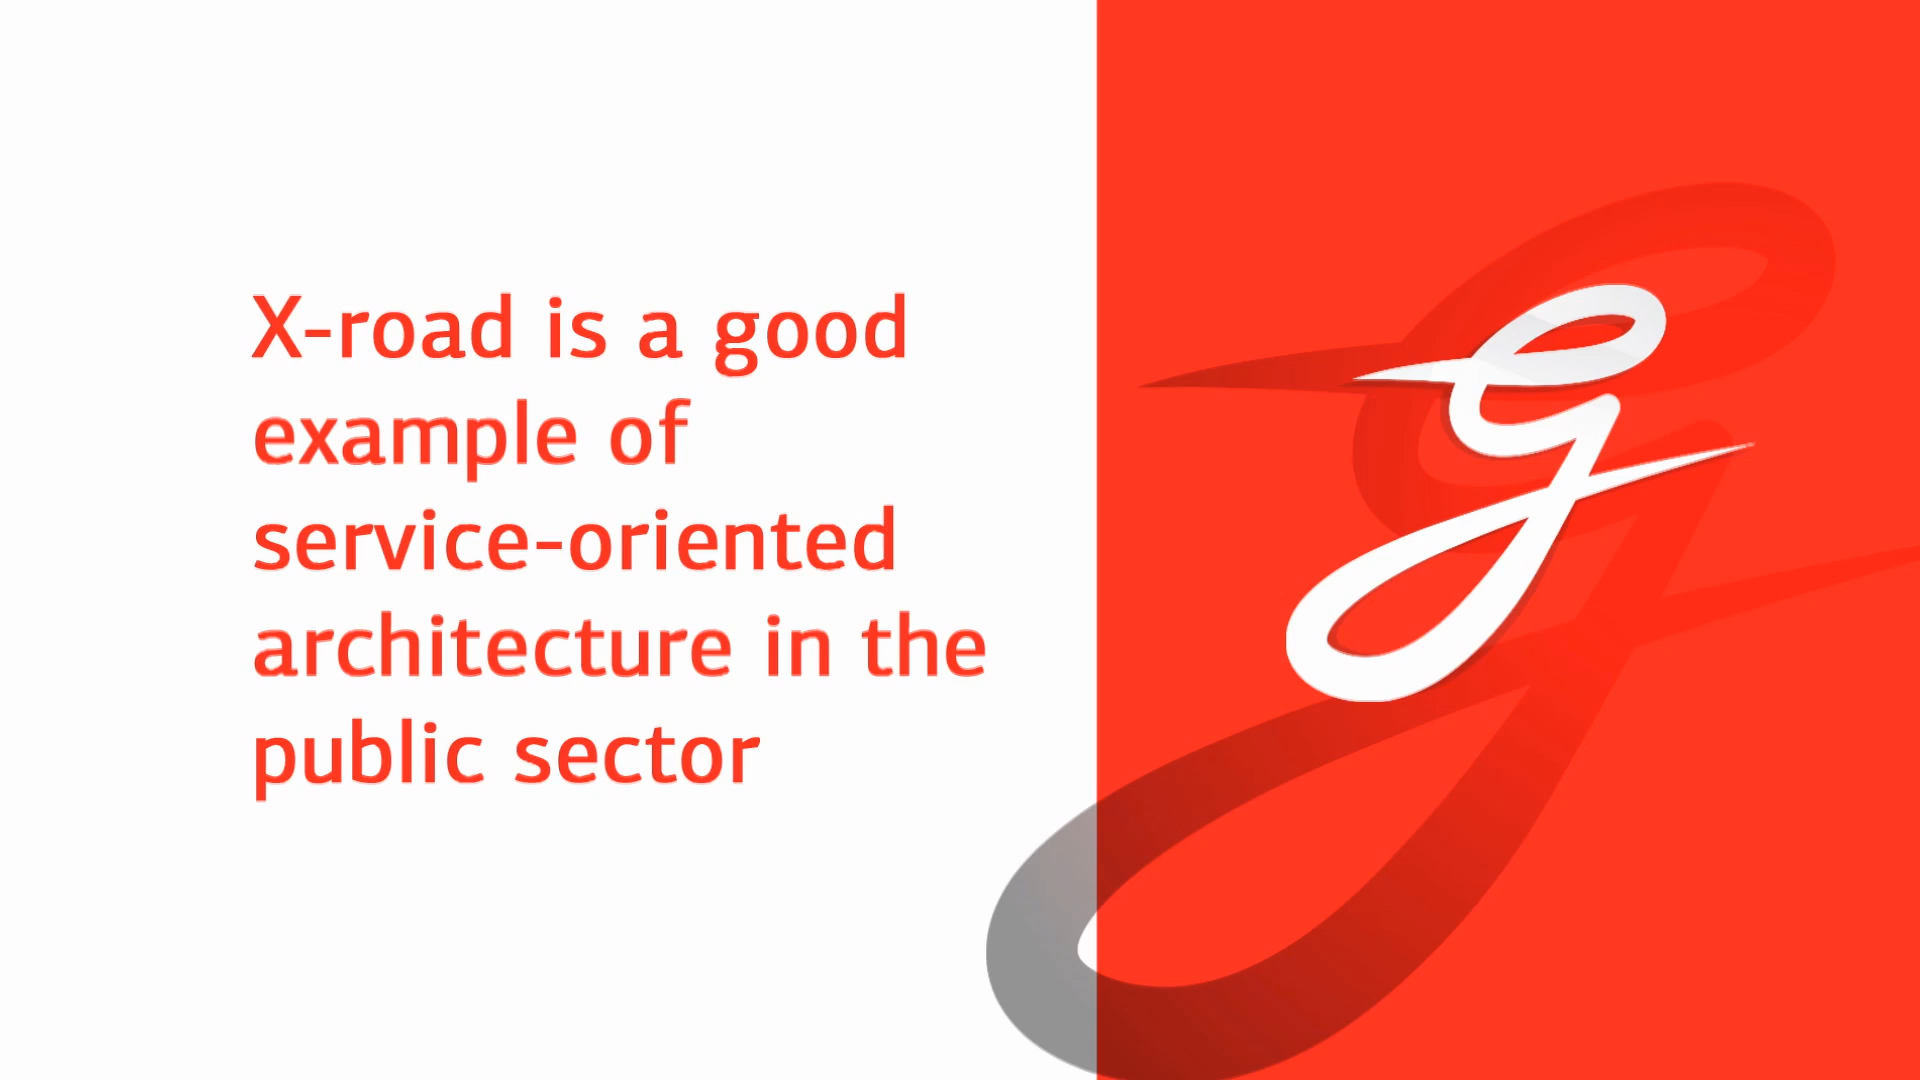 X-road is a good
example of
service-oriented
architecture in the
public sector